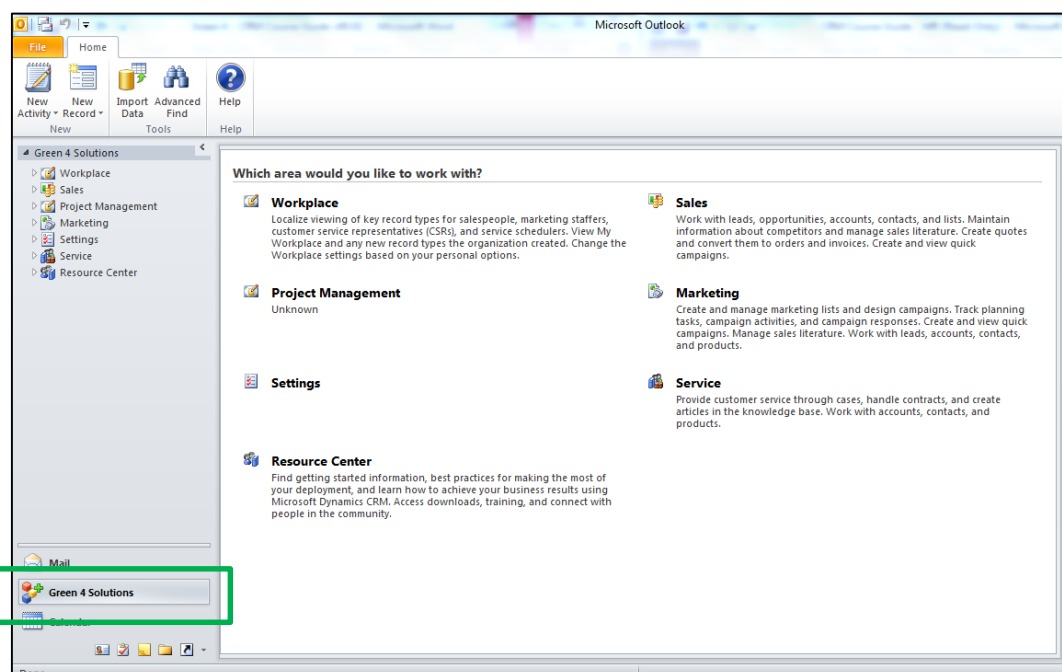 Microsoft Outlook
File Home
New Activity New Record Import Data Advanced Find Help
New Tools Help
Green 4 Solutions
Workplace
Sales
Project Management
Marketing
Settings
Service
Resource Center
Which area would you like to work with?
Workplace
Localize viewing of key record types for salespeople, marketing staffers,
customer service representatives (CSRs), and service schedulers. View My
Workplace and any new record types the organization created. Change the
Workplace settings based on your personal options.
Sales
Work with leads, opportunities, accounts, contacts, and lists. Maintain
information about competitors and manage sales literature. Create quotes
and convert them to orders and invoices. Create and view quick
campaigns.
Project Management
Unknown
Marketing
Create and manage marketing lists and design campaigns. Track planning
tasks, campaign activities, and campaign responses. Create and view quick
campaigns. Manage sales literature. Work with leads, accounts, contacts,
and products.
Settings
Service
Provide customer service through cases, handle contracts, and create
articles in the knowledge base. Work with accounts, contacts, and
products.
Resource Center
Find getting started information, best practices for making the most of
your deployment, and learn how to achieve your business results using
Microsoft Dynamics CRM. Access downloads, training, and connect with
people in the community.
Mail
Green 4 Solutions
Calendar